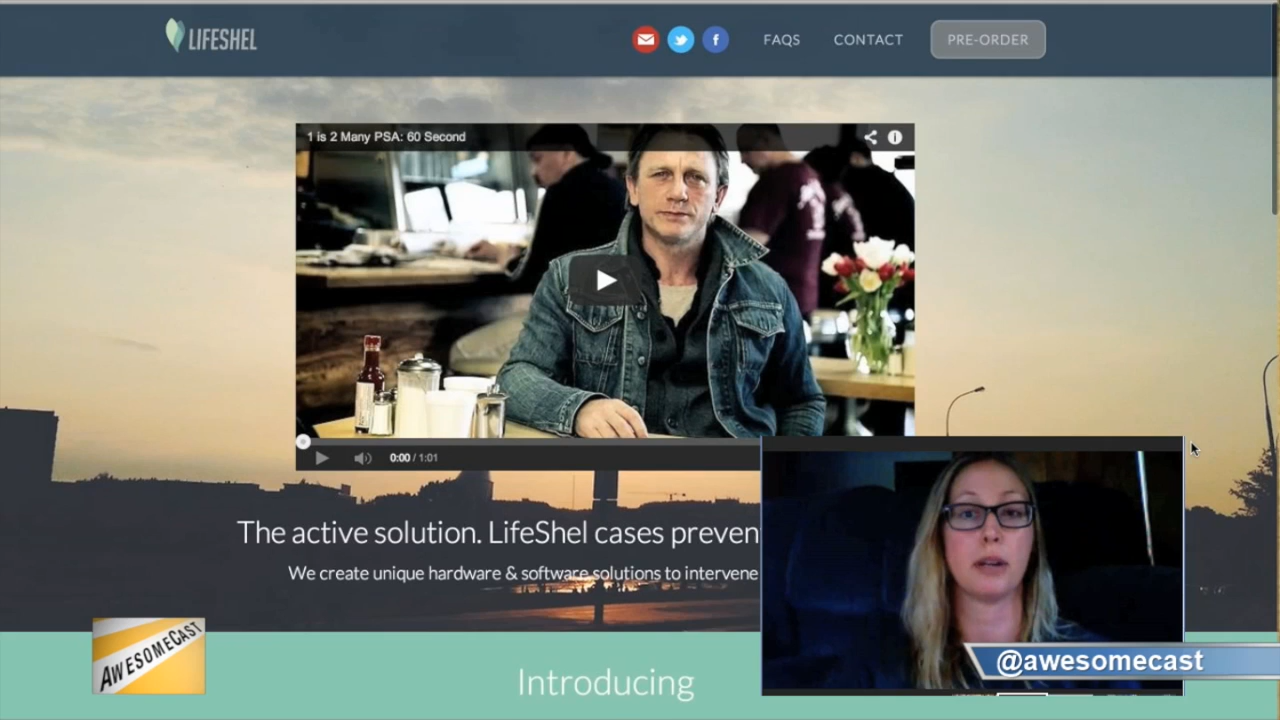 LIFESHEL
FAQS
CONTACT
PRE-ORDER
1 is 2 Many PSA: 60 Second
0:00 / 1:01
The active solution. LifeShel cases preven
We create unique hardware & software solutions to intervene
AWESOMECAST
@awesomecast
Introducing